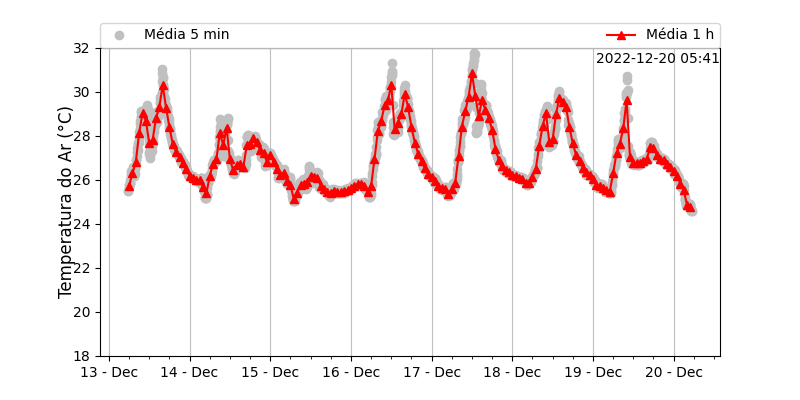 Média 5 min
Média 1 h
2022-12-20 05:41
Temperatura do Ar (°C)
32
30
28
26
24
22
20
18
13 - Dec
14 - Dec
15 - Dec
16 - Dec
17 - Dec
18 - Dec
19 - Dec
20 - Dec